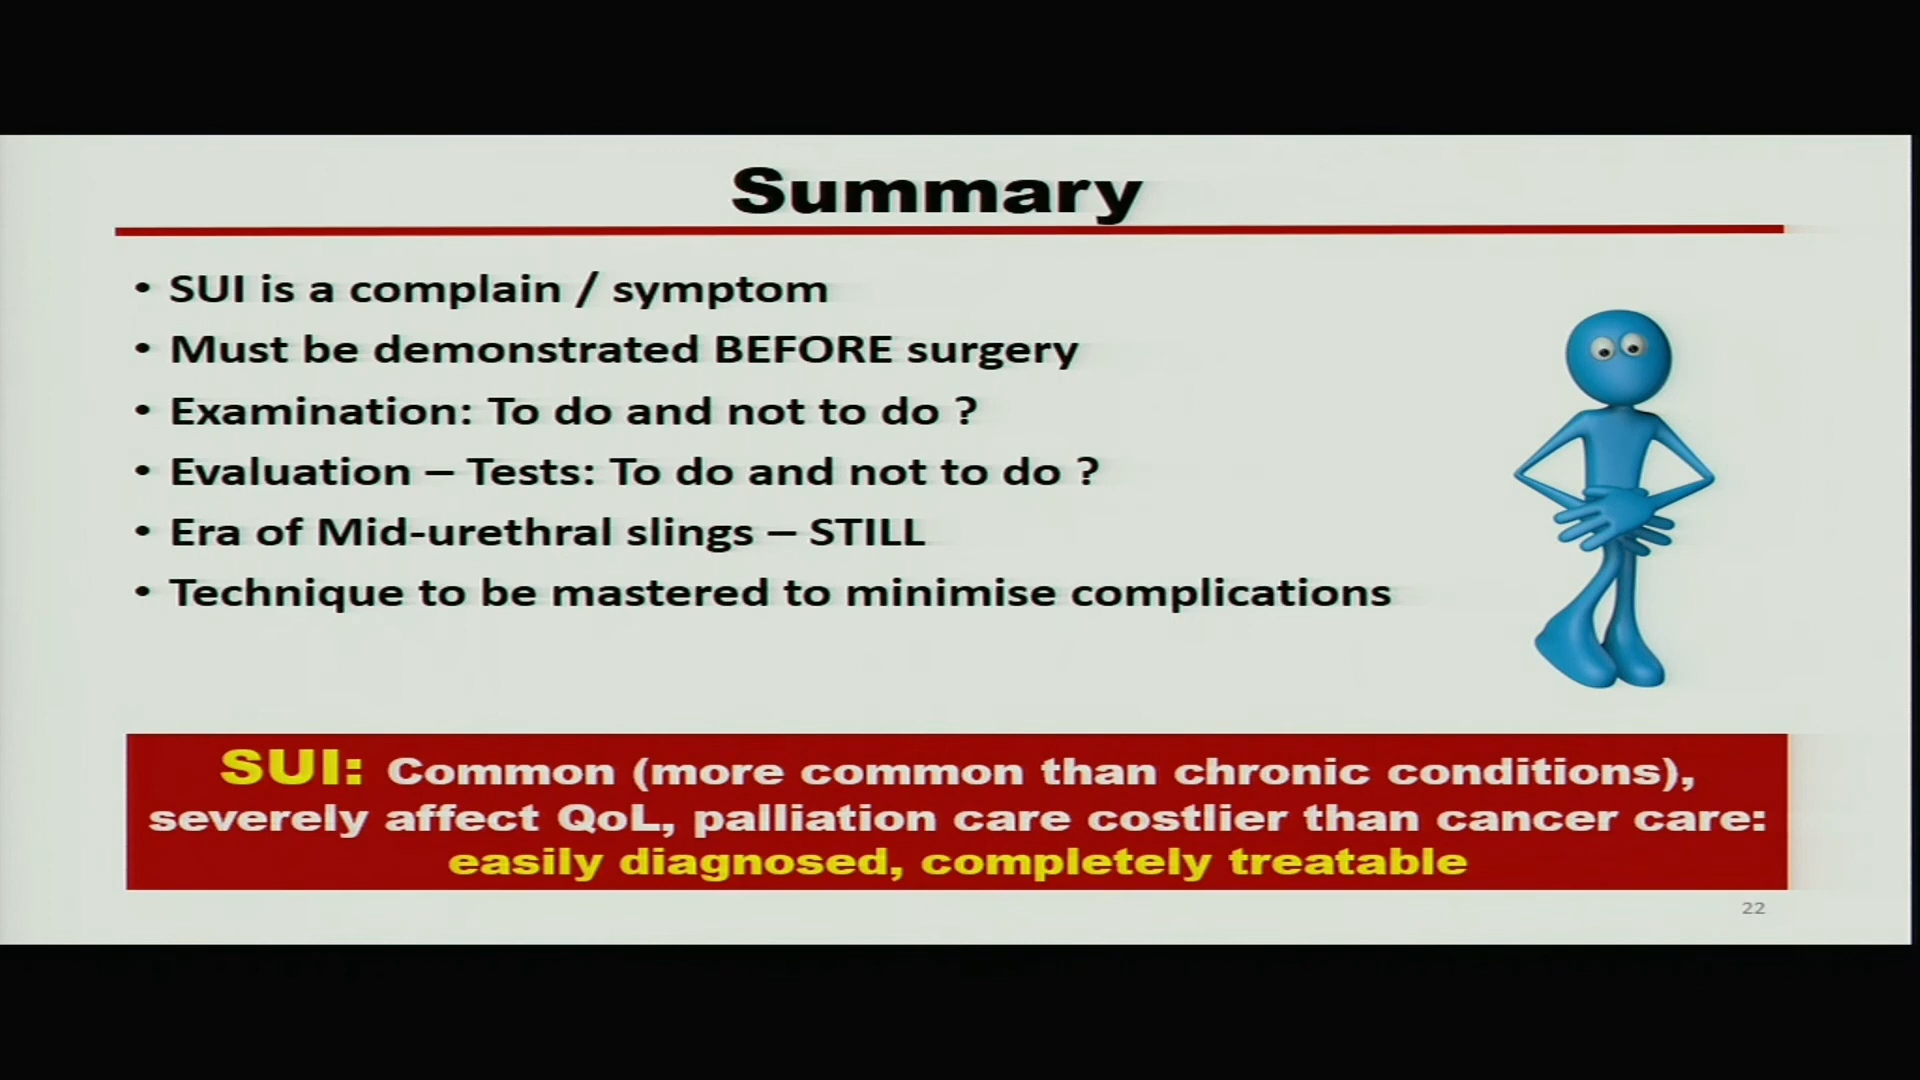 Summary
• SUI is a complain / symptom
• Must be demonstrated BEFORE surgery
• Examination: To do and not to do ?
• Evaluation – Tests: To do and not to do ?
• Era of Mid-urethral slings – STILL
• Technique to be mastered to minimise complications
SUI: Common (more common than chronic conditions),
severely affect QoL, palliation care costlier than cancer care:
easily diagnosed, completely treatable
22